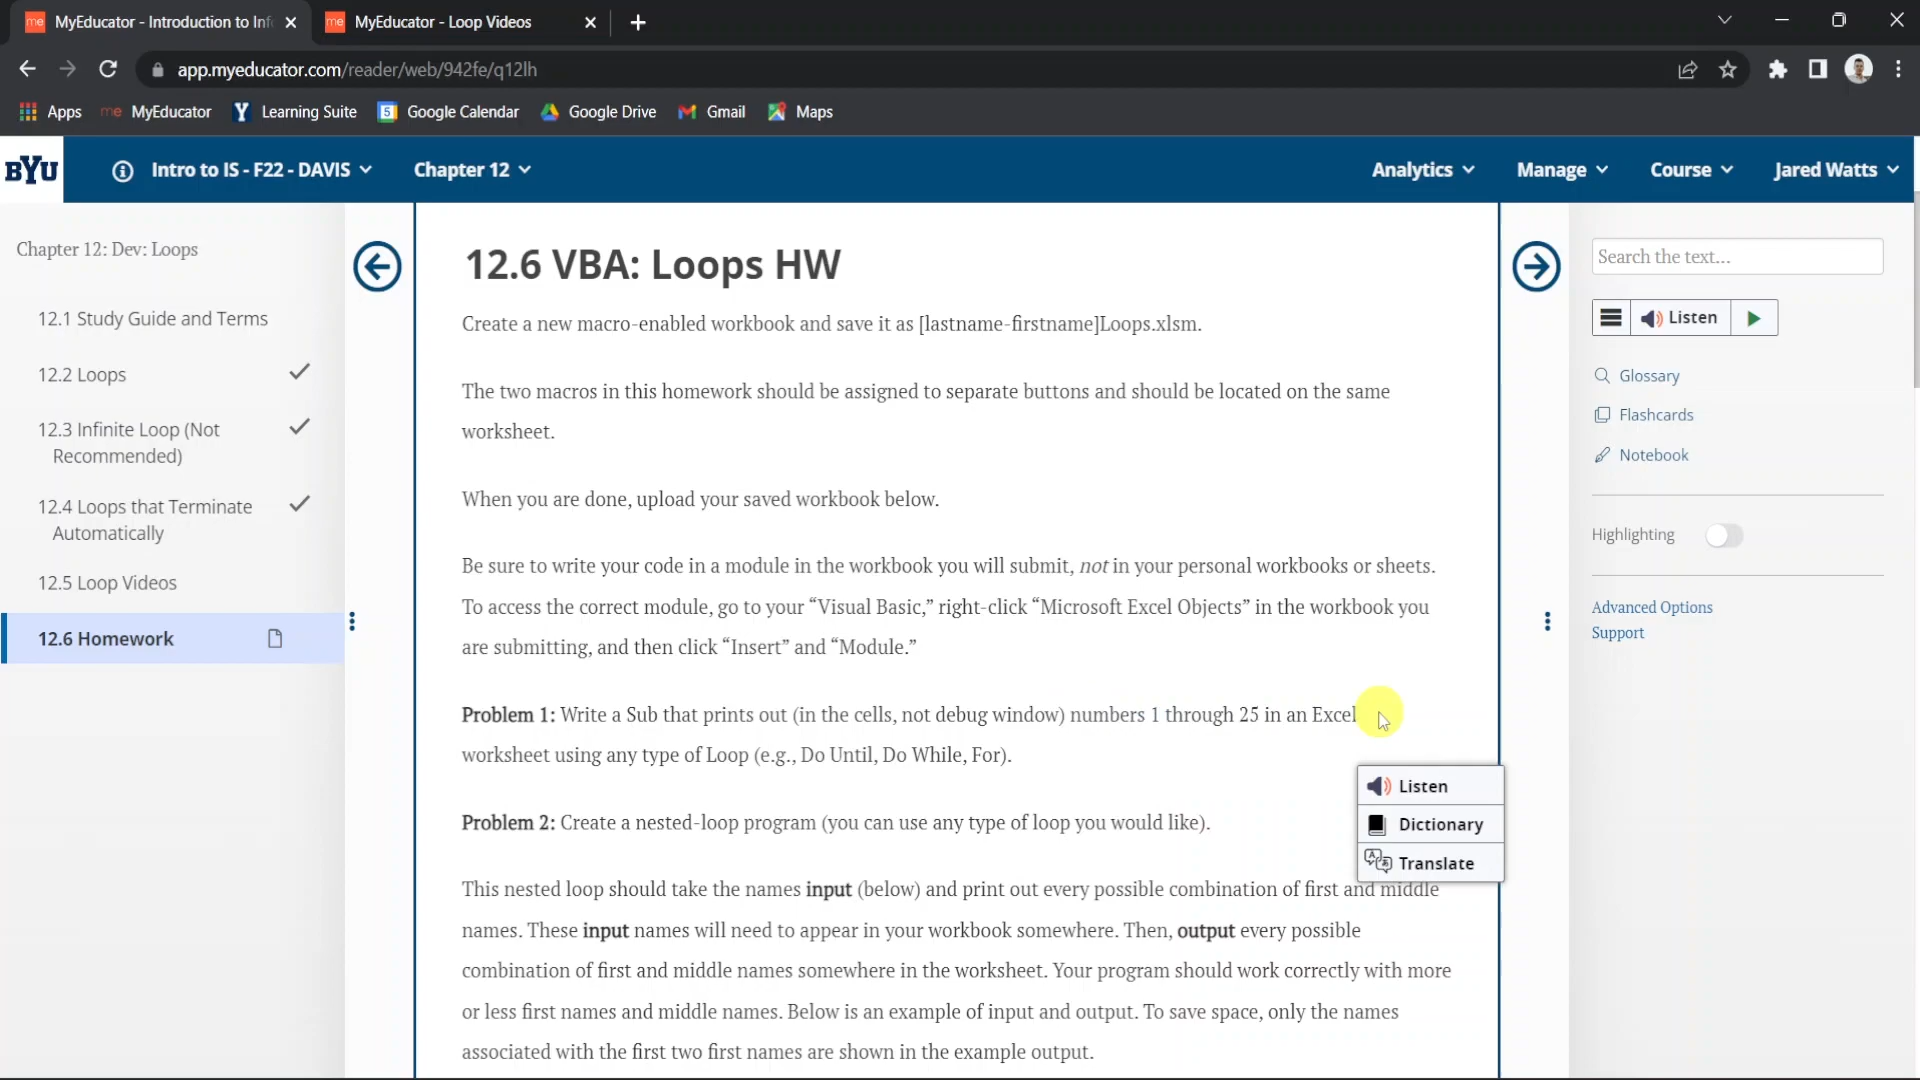 MyEducator - Introduction to Inf
MyEducator - Loop Videos
app.myeducator.com/reader/web/942fe/q12lh
Apps
me MyEducator
Learning Suite
Google Calendar
Google Drive
Gmail
Maps
BYU
Intro to IS - F22 - DAVIS
Chapter 12
Analytics
Manage
Course
Jared Watts
Chapter 12: Dev: Loops
12.1 Study Guide and Terms
12.2 Loops
12.3 Infinite Loop (Not
Recommended)
12.4 Loops that Terminate
Automatically
12.5 Loop Videos
12.6 Homework
12.6 VBA: Loops HW
Create a new macro-enabled workbook and save it as [lastname-firstname]Loops.xlsm.
The two macros in this homework should be assigned to separate buttons and should be located on the same
worksheet.
When you are done, upload your saved workbook below.
Be sure to write your code in a module in the workbook you will submit, not in your personal workbooks or sheets.
To access the correct module, go to your “Visual Basic,” right-click “Microsoft Excel Objects” in the workbook you
are submitting, and then click “Insert” and “Module.”
Problem 1: Write a Sub that prints out (in the cells, not debug window) numbers 1 through 25 in an Excel
worksheet using any type of Loop (e.g., Do Until, Do While, For).
Problem 2: Create a nested-loop program (you can use any type of loop you would like).
This nested loop should take the names input (below) and print out every possible combination of first and middle
names. These input names will need to appear in your workbook somewhere. Then, output every possible
combination of first and middle names somewhere in the worksheet. Your program should work correctly with more
or less first names and middle names. Below is an example of input and output. To save space, only the names
associated with the first two first names are shown in the example output.
Listen
Dictionary
Translate
Search the text...
Listen
Glossary
Flashcards
Notebook
Highlighting
Advanced Options
Support